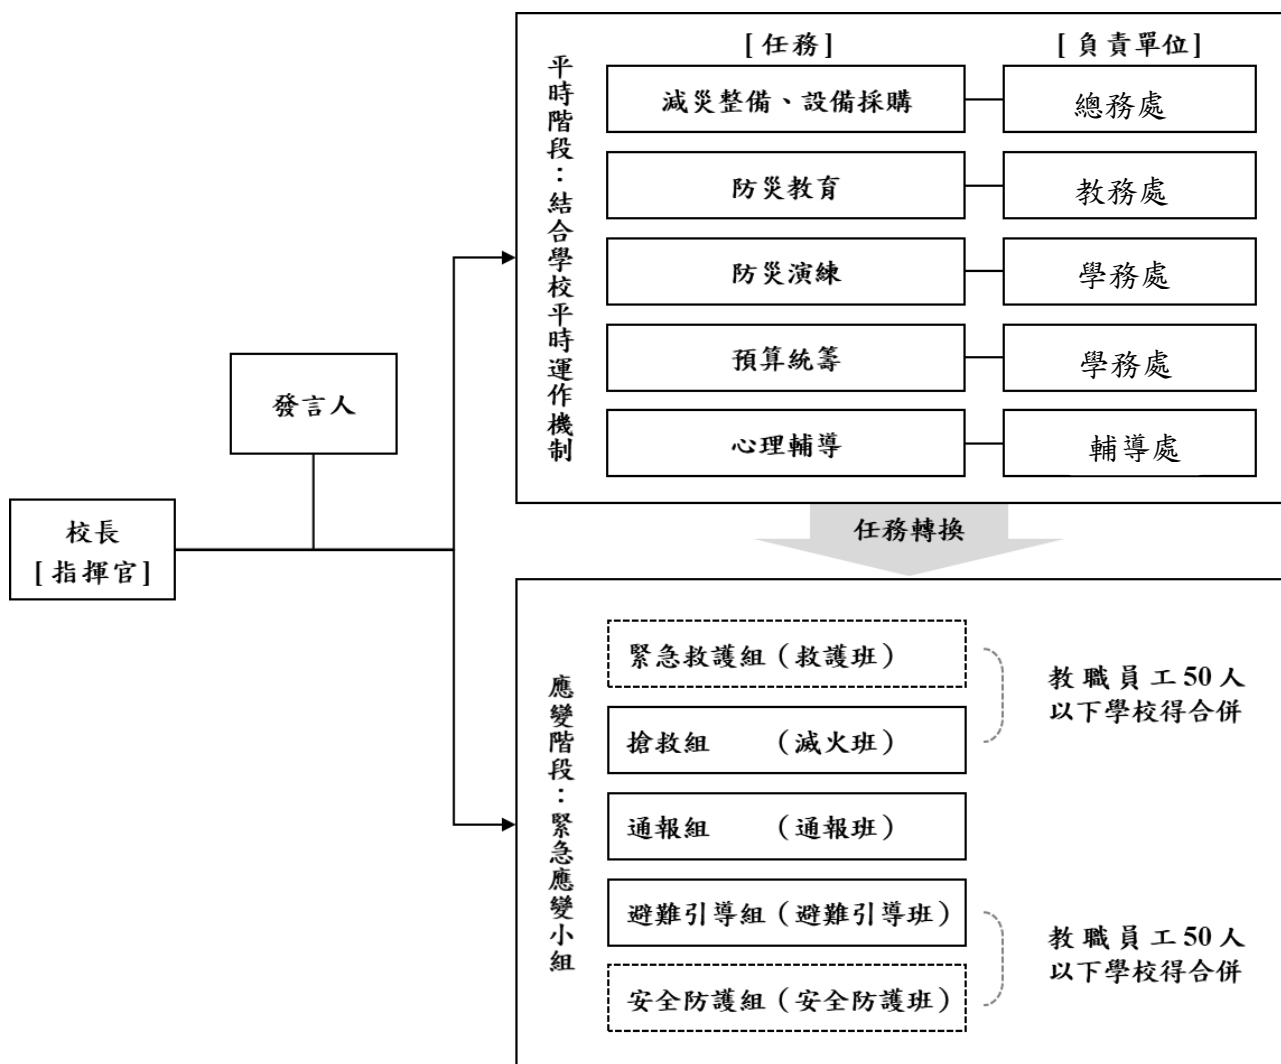 [任務]
[負責單位]
平時階段：結合學校平時運作機制
減災整備、設備採購
總務處
防災教育
教務處
防災演練
學務處
預算統籌
學務處
心理輔導
輔導處
發言人
校長
[指揮官]
任務轉換
應變階段：緊急應變小組
緊急救護組（救護班）
搶救組　　（滅火班）
教職員工50人
以下學校得合併
通報組　　（通報班）
避難引導組（避難引導班）
安全防護組（安全防護班）
教職員工50人
以下學校得合併